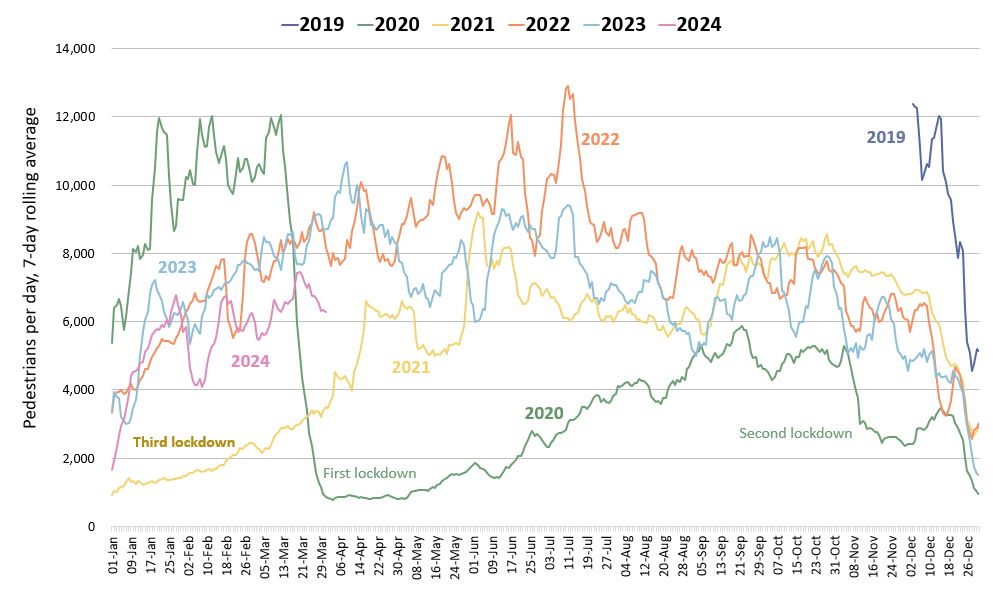 2019 2020 2021 2022 2023 2024
Pedestrians per day, 7-day rolling average
14,000
12,000
10,000
8,000
6,000
4,000
2,000
0
2019
2022
2023
2024
2021
2020
Third lockdown
Second lockdown
First lockdown
01-Jan
09-Jan
17-Jan
25-Jan
02-Feb
10-Feb
18-Feb
26-Feb
05-Mar
13-Mar
21-Mar
29-Mar
06-Apr
14-Apr
22-Apr
30-Apr
08-May
16-May
24-May
01-Jun
09-Jun
17-Jun
25-Jun
03-Jul
11-Jul
19-Jul
27-Jul
04-Aug
12-Aug
20-Aug
28-Aug
05-Sep
13-Sep
21-Sep
29-Sep
07-Oct
15-Oct
23-Oct
31-Oct
08-Nov
16-Nov
24-Nov
02-Dec
10-Dec
18-Dec
26-Dec